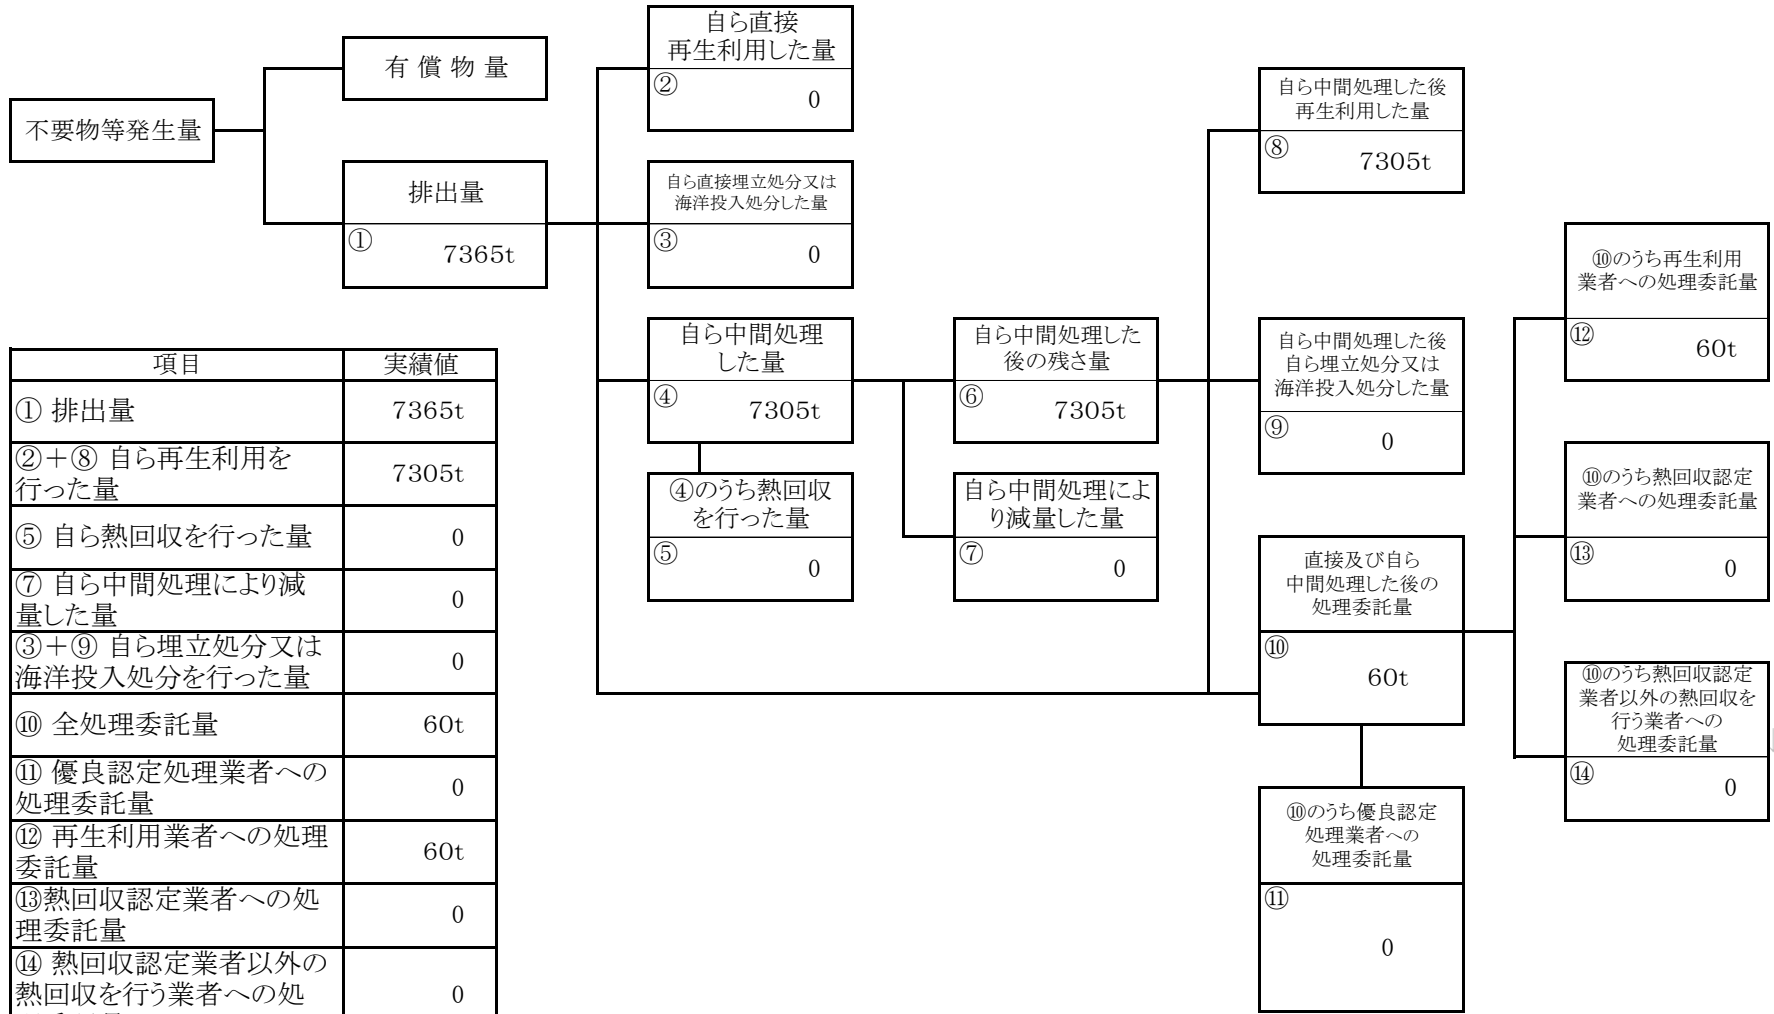 不要物等発生量
有 償 物 量
排出量
①
7365t
自ら直接
再生利用した量
②
0
自ら直接埋立処分又は
海洋投入処分した量
③
0
自ら中間処理
した量
④
7305t
④のうち熱回収
を行った量
⑤
0
自ら中間処理した
後の残さ量
⑥
7305t
自ら中間処理によ
り減量した量
⑦
0
自ら中間処理した後
再生利用した量
⑧
7305t
自ら中間処理した後
自ら埋立処分又は
海洋投入処分した量
⑨
0
直接及び自ら
中間処理した後の
処理委託量
⑩
60t
⑩のうち優良認定
処理業者への
処理委託量
⑪
0
⑩のうち再生利用
業者への処理委託量
⑫
60t
⑩のうち熱回収認定
業者への処理委託量
⑬
0
⑩のうち熱回収認定
業者以外の熱回収を
行う業者への
処理委託量
⑭
0
項目 実績値
① 排出量 7365t
②＋⑧ 自ら再生利用を
行った量
7305t
⑤ 自ら熱回収を行った量 0
⑦ 自ら中間処理により減
量した量
0
③＋⑨ 自ら埋立処分又は
海洋投入処分を行った量
0
⑩ 全処理委託量 60t
⑪ 優良認定処理業者への
処理委託量
0
⑫ 再生利用業者への処理
委託量
60t
⑬熱回収認定業者への処
理委託量
0
⑭ 熱回収認定業者以外の
熱回収を行う業者への処
0